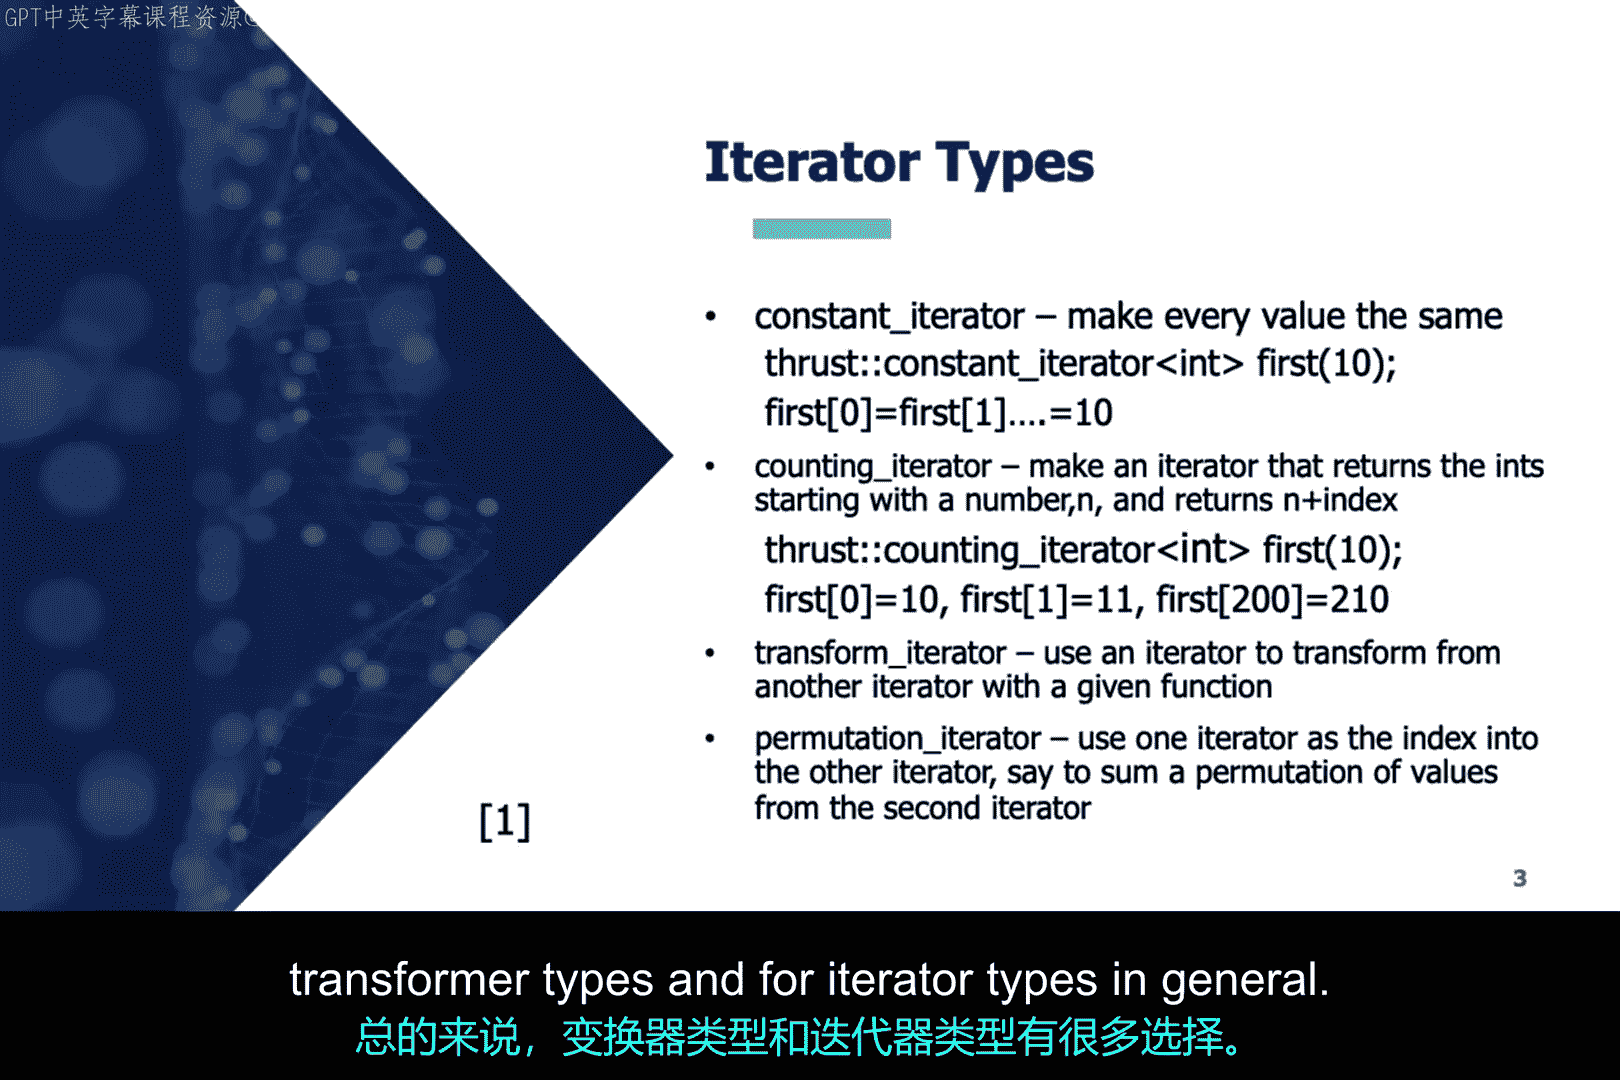 GPT中英字幕课程资源
Iterator Types
• constant_iterator – make every value the same
thrust::constant_iterator<int> first(10);
first[0]=first[1]....=10
• counting_iterator – make an iterator that returns the ints
starting with a number,n, and returns n+index
thrust::counting_iterator<int> first(10);
first[0]=10, first[1]=11, first[200]=210
• transform_iterator – use an iterator to transform from
another iterator with a given function
• permutation_iterator – use one iterator as the index into
the other iterator, say to sum a permutation of values
from the second iterator
[1]
3
transformer types and for iterator types in general.
总的来说，变换器类型和迭代器类型有很多选择。